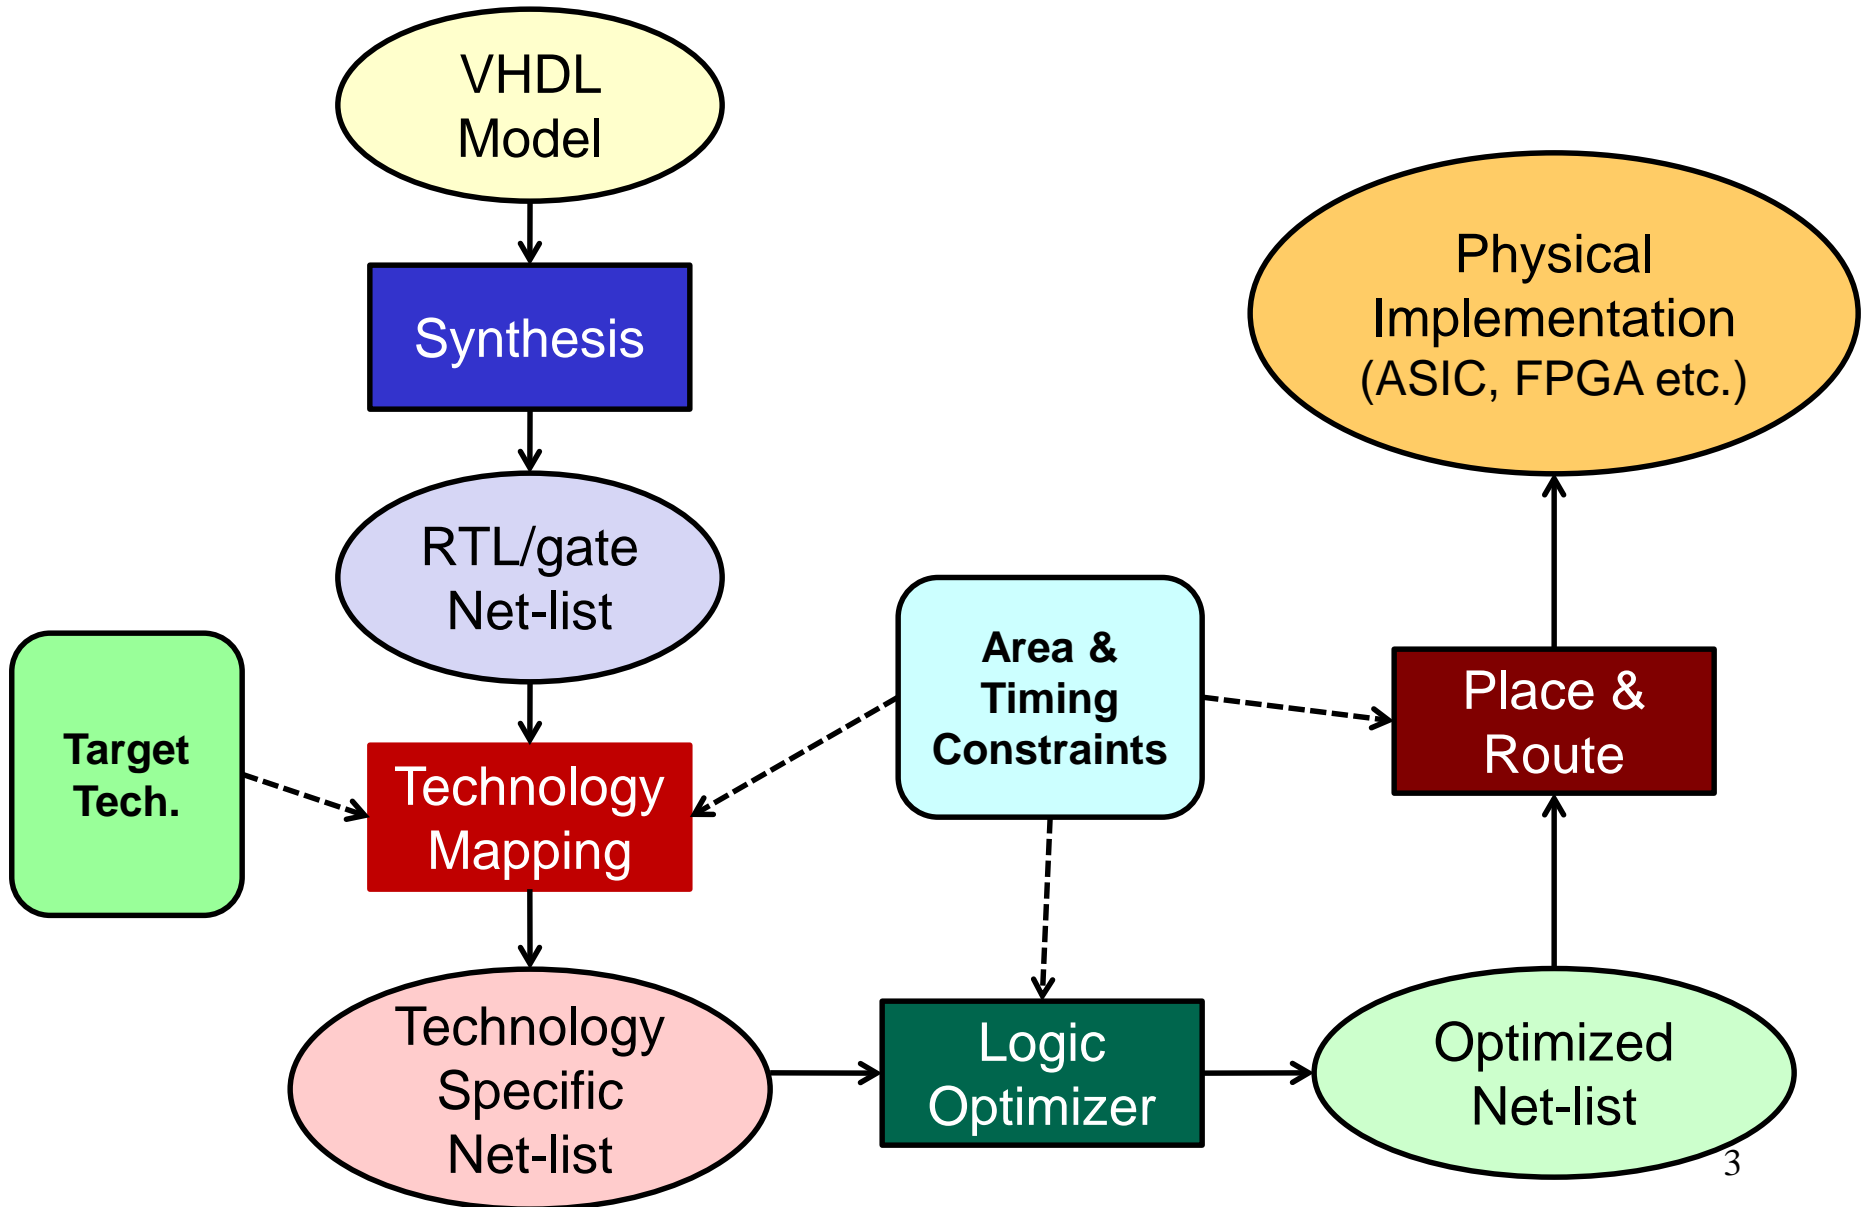 VHDL
Model
Synthesis
RTL/gate
Net-list
Target
Tech.
Technology
Mapping
Technology
Specific
Net-list
Area &
Timing
Constraints
Logic
Optimizer
Optimized
Net-list
Place &
Route
Physical
Implementation
(ASIC, FPGA etc.)
3